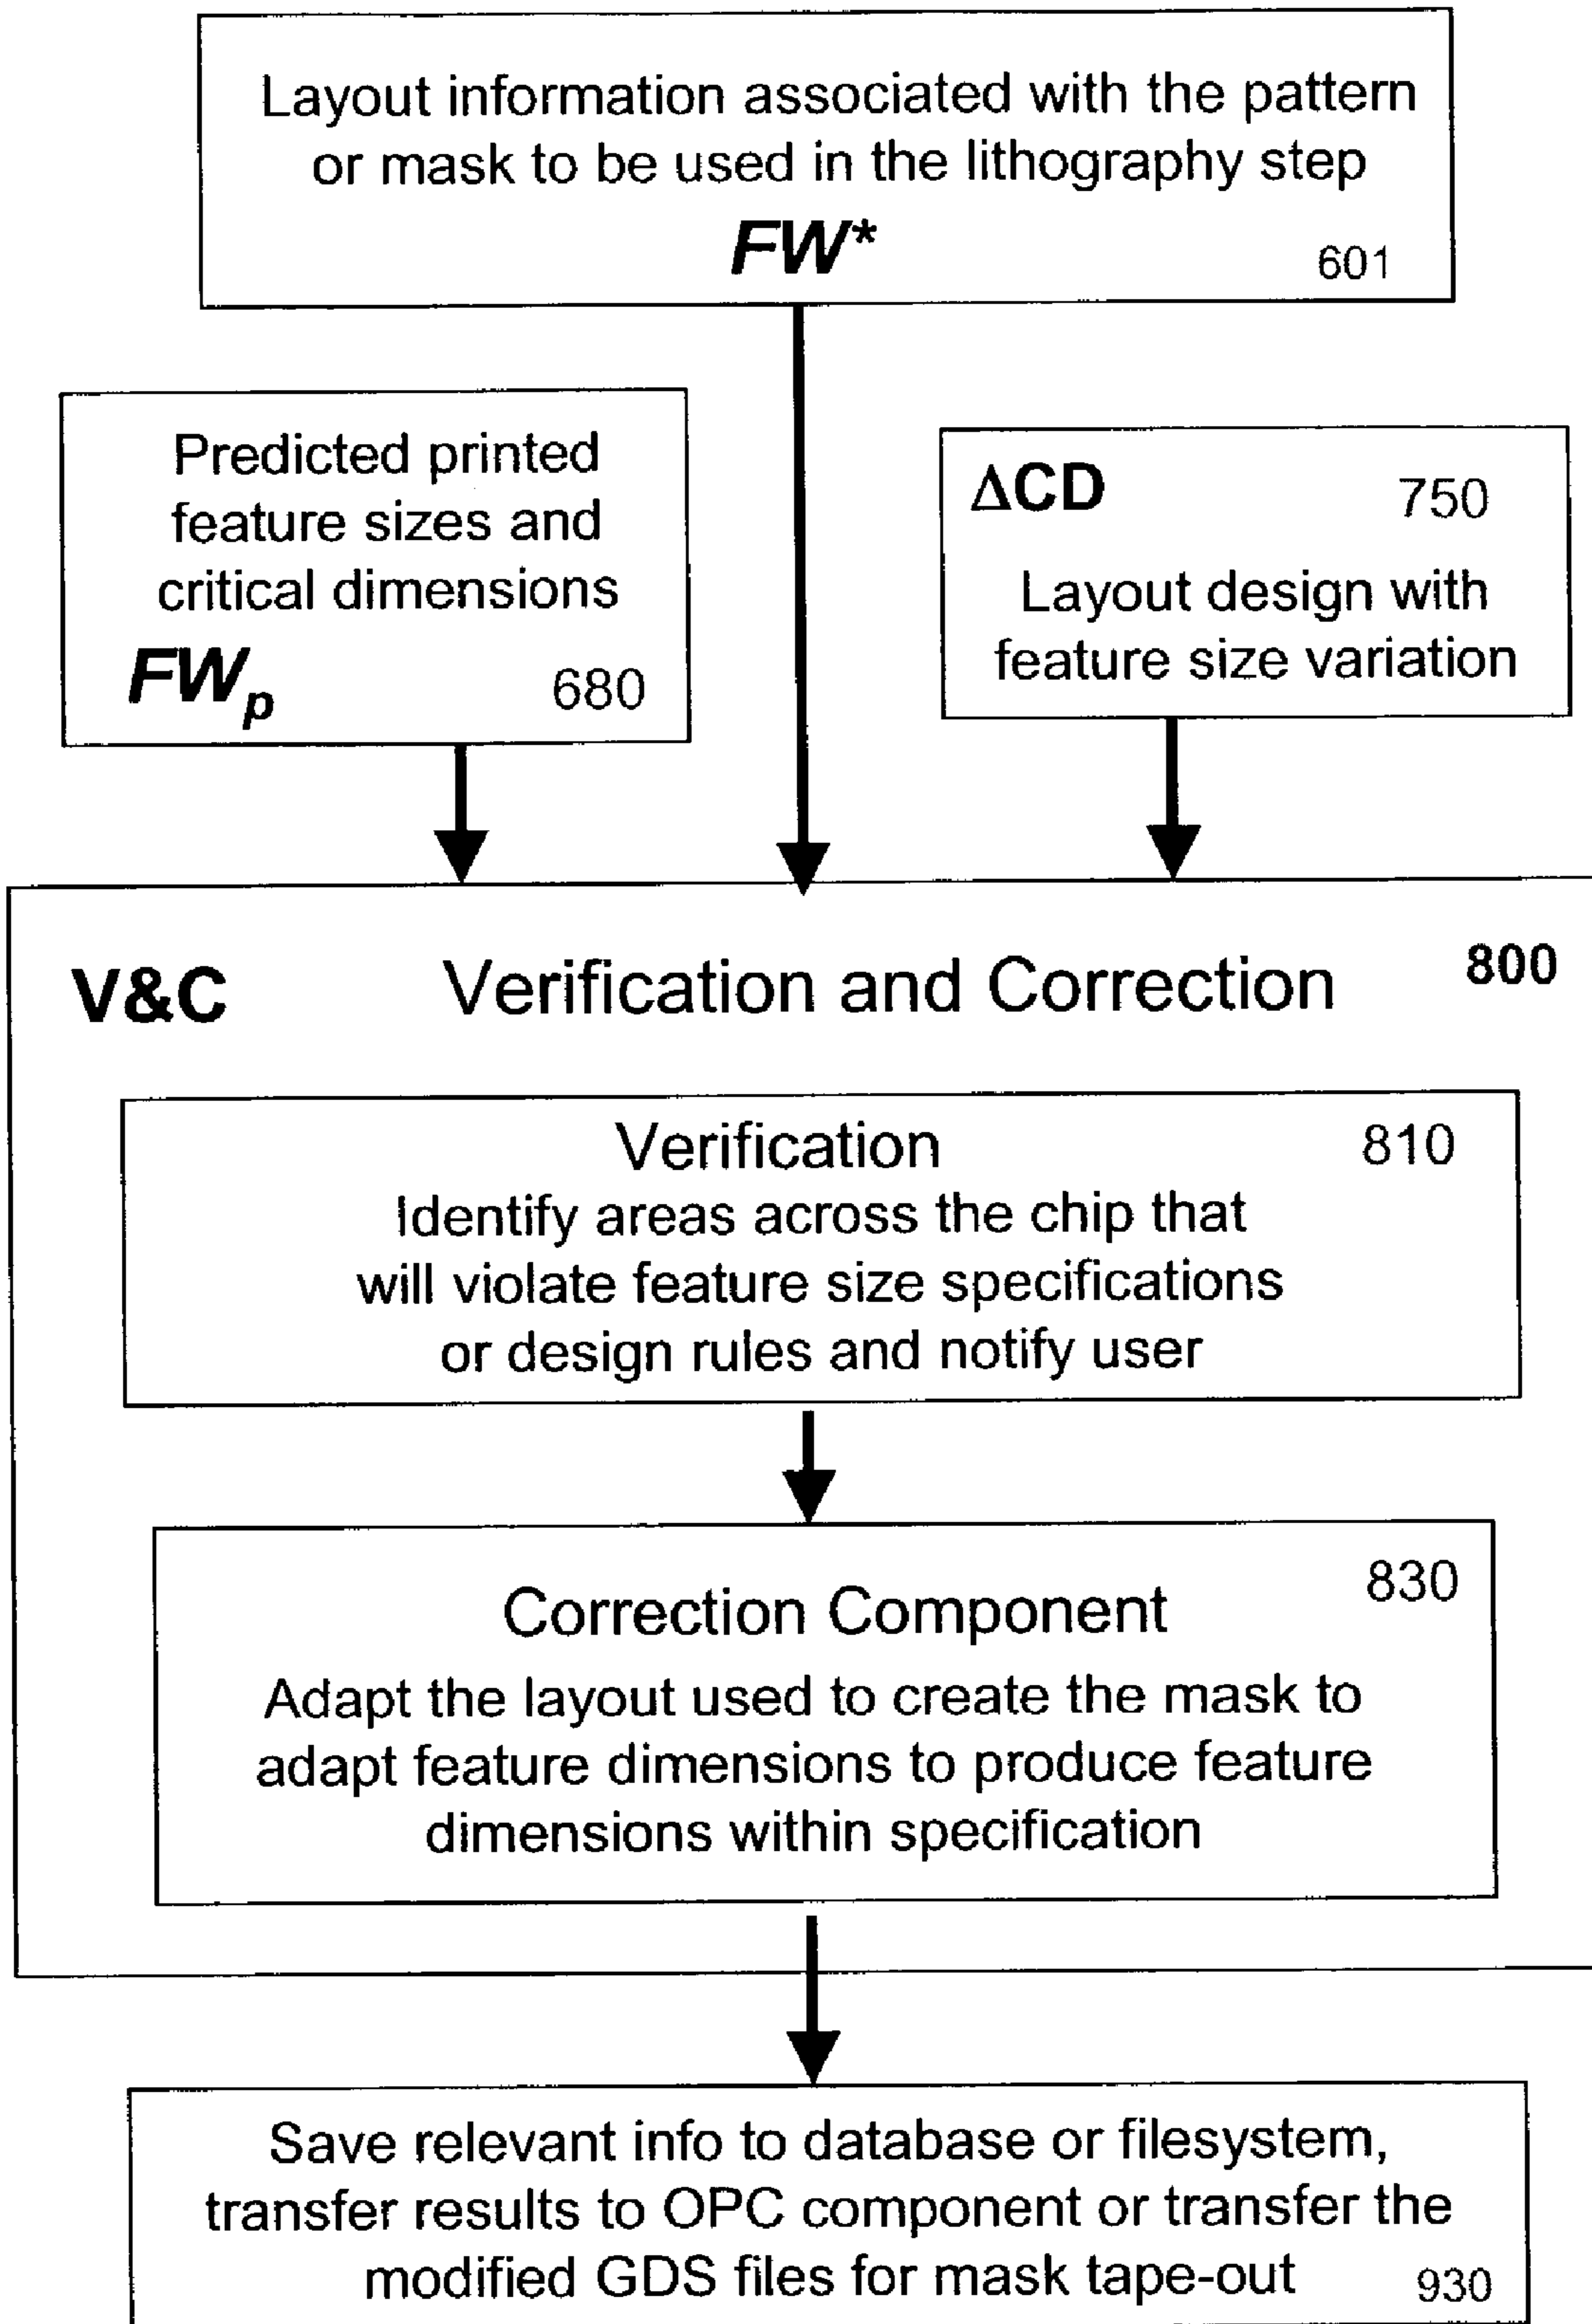 Layout information associated with the pattern
or mask to be used in the lithography step
FW*
601
Predicted printed
feature sizes and
critical dimensions
FWp
680
ΔCD
750
Layout design with
feature size variation
V&C
Verification and Correction
800
Verification
810
Identify areas across the chip that
will violate feature size specifications
or design rules and notify user
Correction Component
830
Adapt the layout used to create the mask to
adapt feature dimensions to produce feature
dimensions within specification
Save relevant info to database or filesystem,
transfer results to OPC component or transfer the
modified GDS files for mask tape-out
930